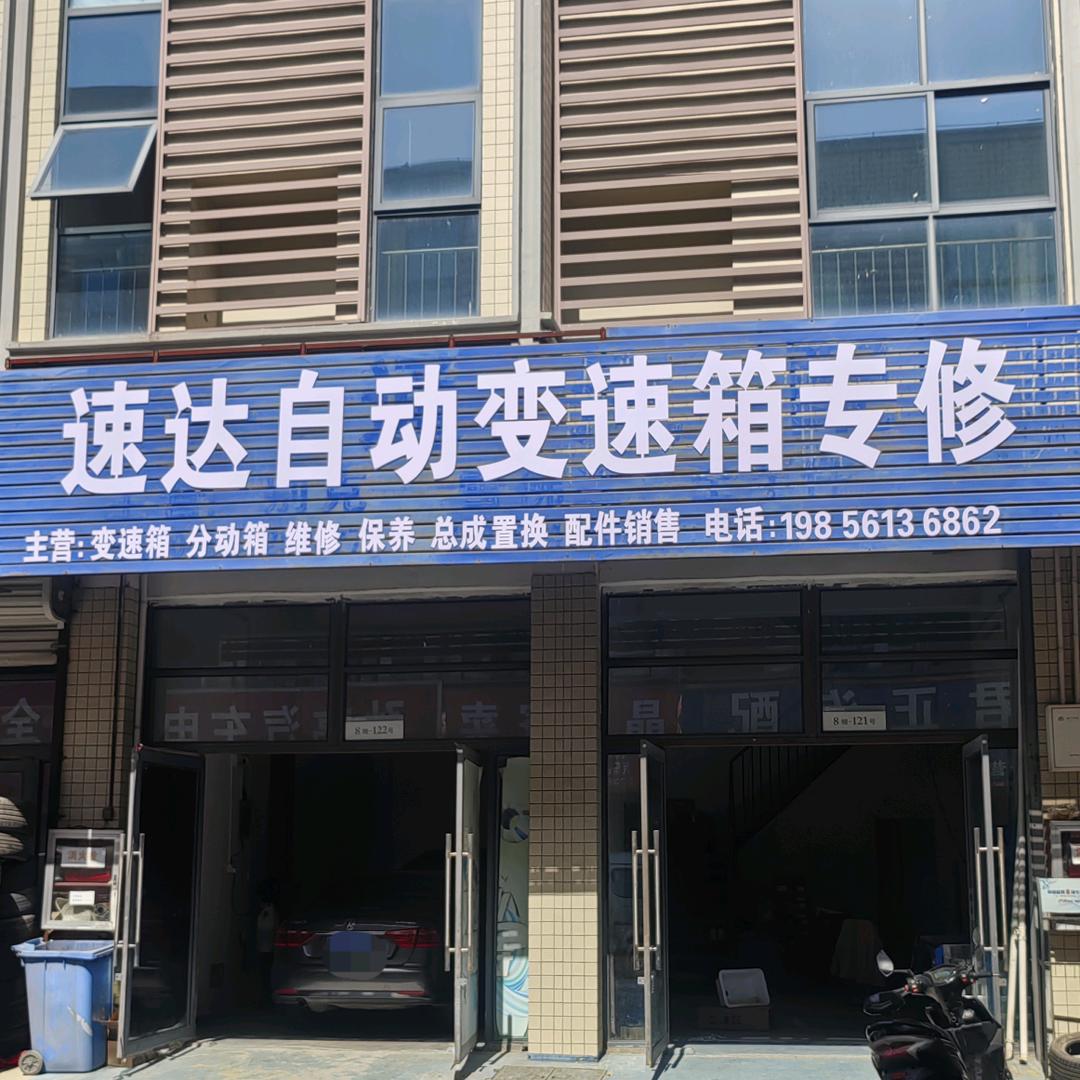 速达自动变速箱专修
主营:变速箱 分动箱 维修 保养 总成置换 配件销售 电话:198 5613 6862
8幢-122号
8幢-121号